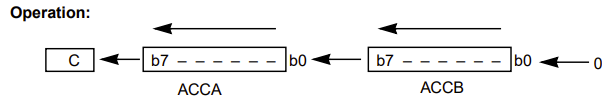 Operation:
C b7 – – – – – – b0 b7 – – – – – – b0 0
ACCA ACCB